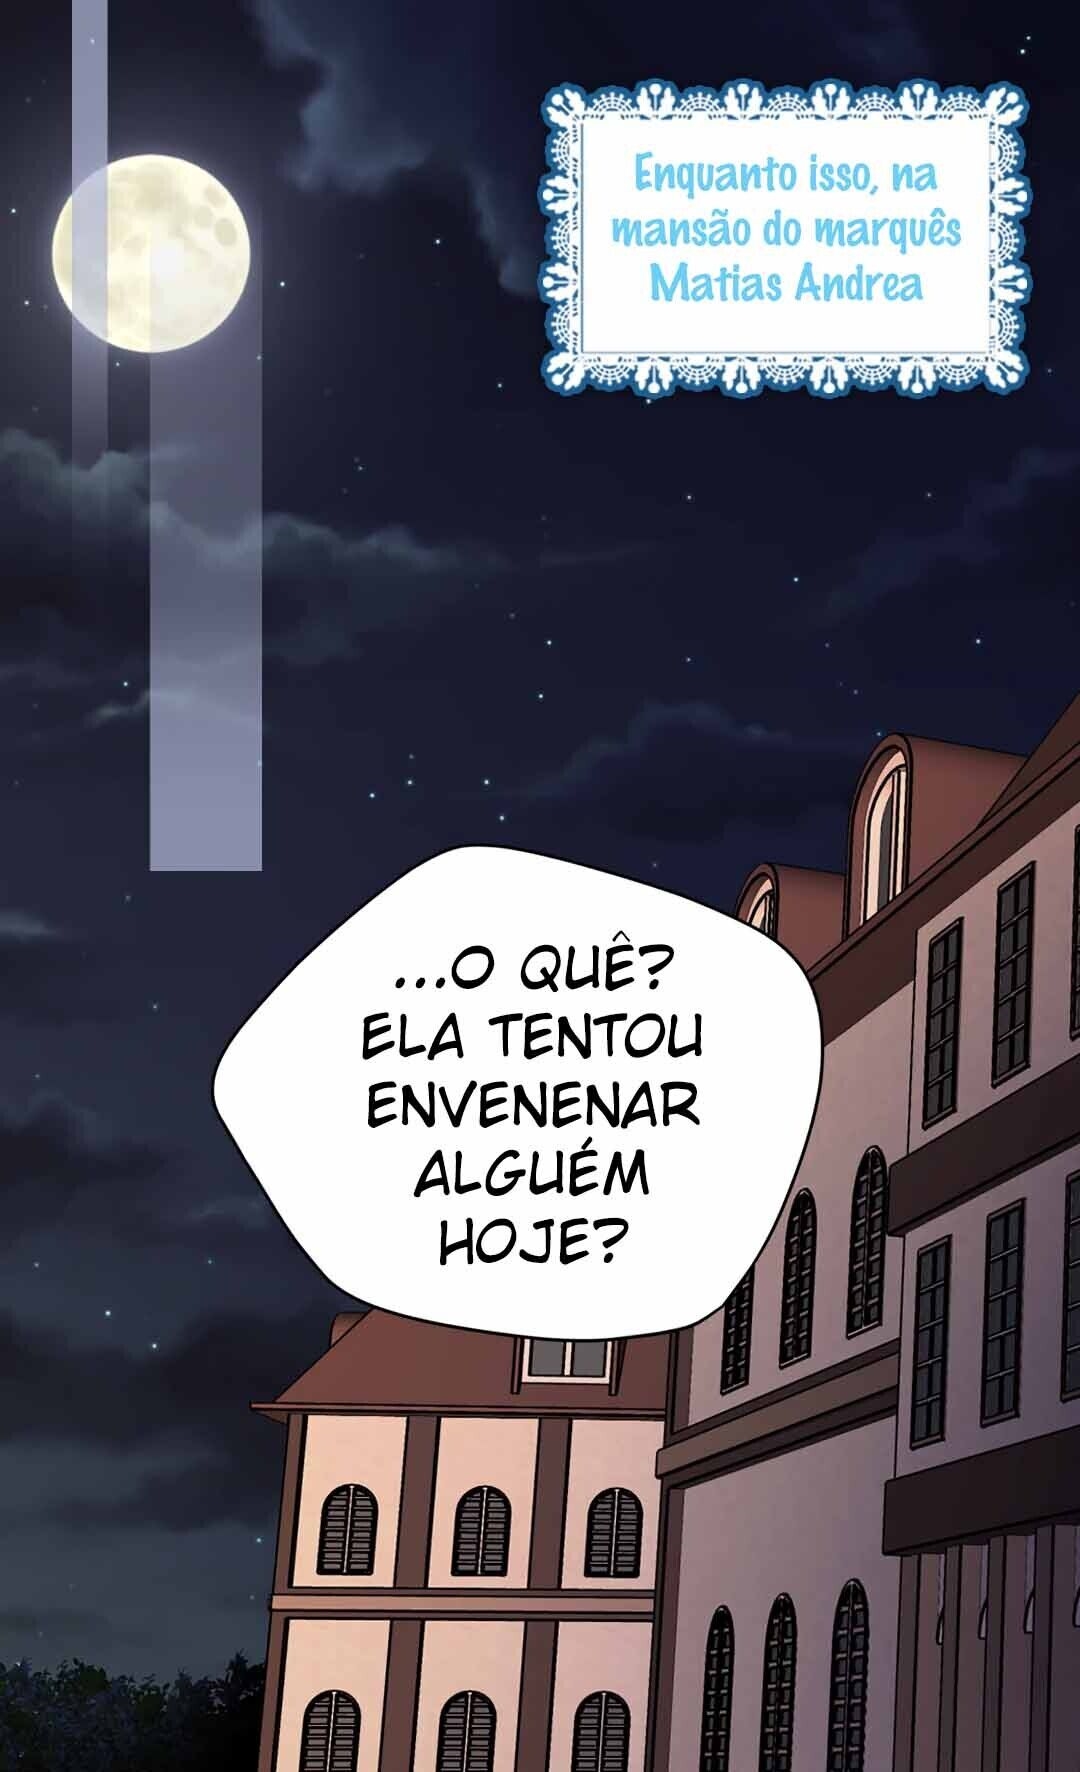 Enquanto isso, na
mansão do marquês
Matias Andrea
...O QUÊ?
ELA TENTOU
ENVENENAR
ALGUÉM
HOJE?